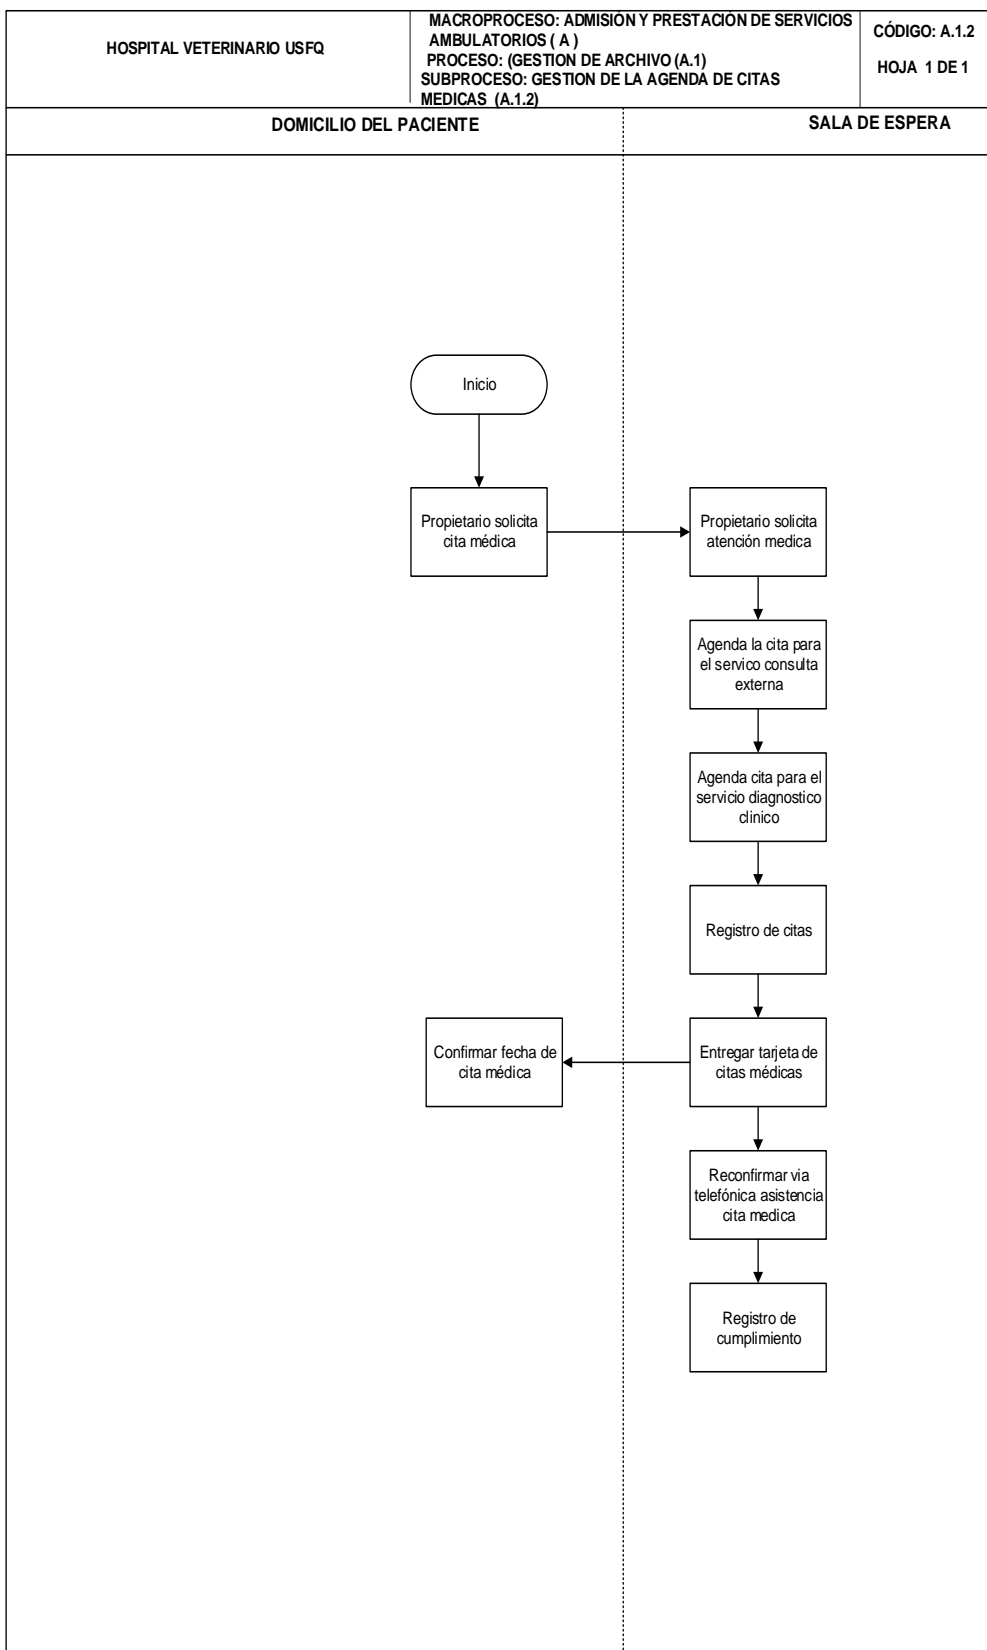 HOSPITAL VETERINARIO USFQ
MACROPROCESO: ADMISIÓN Y PRESTACIÓN DE SERVICIOS
AMBULATORIOS ( A )
PROCESO: (GESTION DE ARCHIVO (A.1)
SUBPROCESO: GESTION DE LA AGENDA DE CITAS
MEDICAS (A.1.2)
CÓDIGO: A.1.2
HOJA 1 DE 1
DOMICILIO DEL PACIENTE
SALA DE ESPERA
Inicio
Propietario solicita
cita médica
Propietario solicita
atención medica
Agenda la cita para
el servico consulta
externa
Agenda cita para el
servicio diagnostico
clinico
Registro de citas
Confirmar fecha de
cita médica
Entregar tarjeta de
citas médicas
Reconfirmar via
telefónica asistencia
cita medica
Registro de
cumplimiento